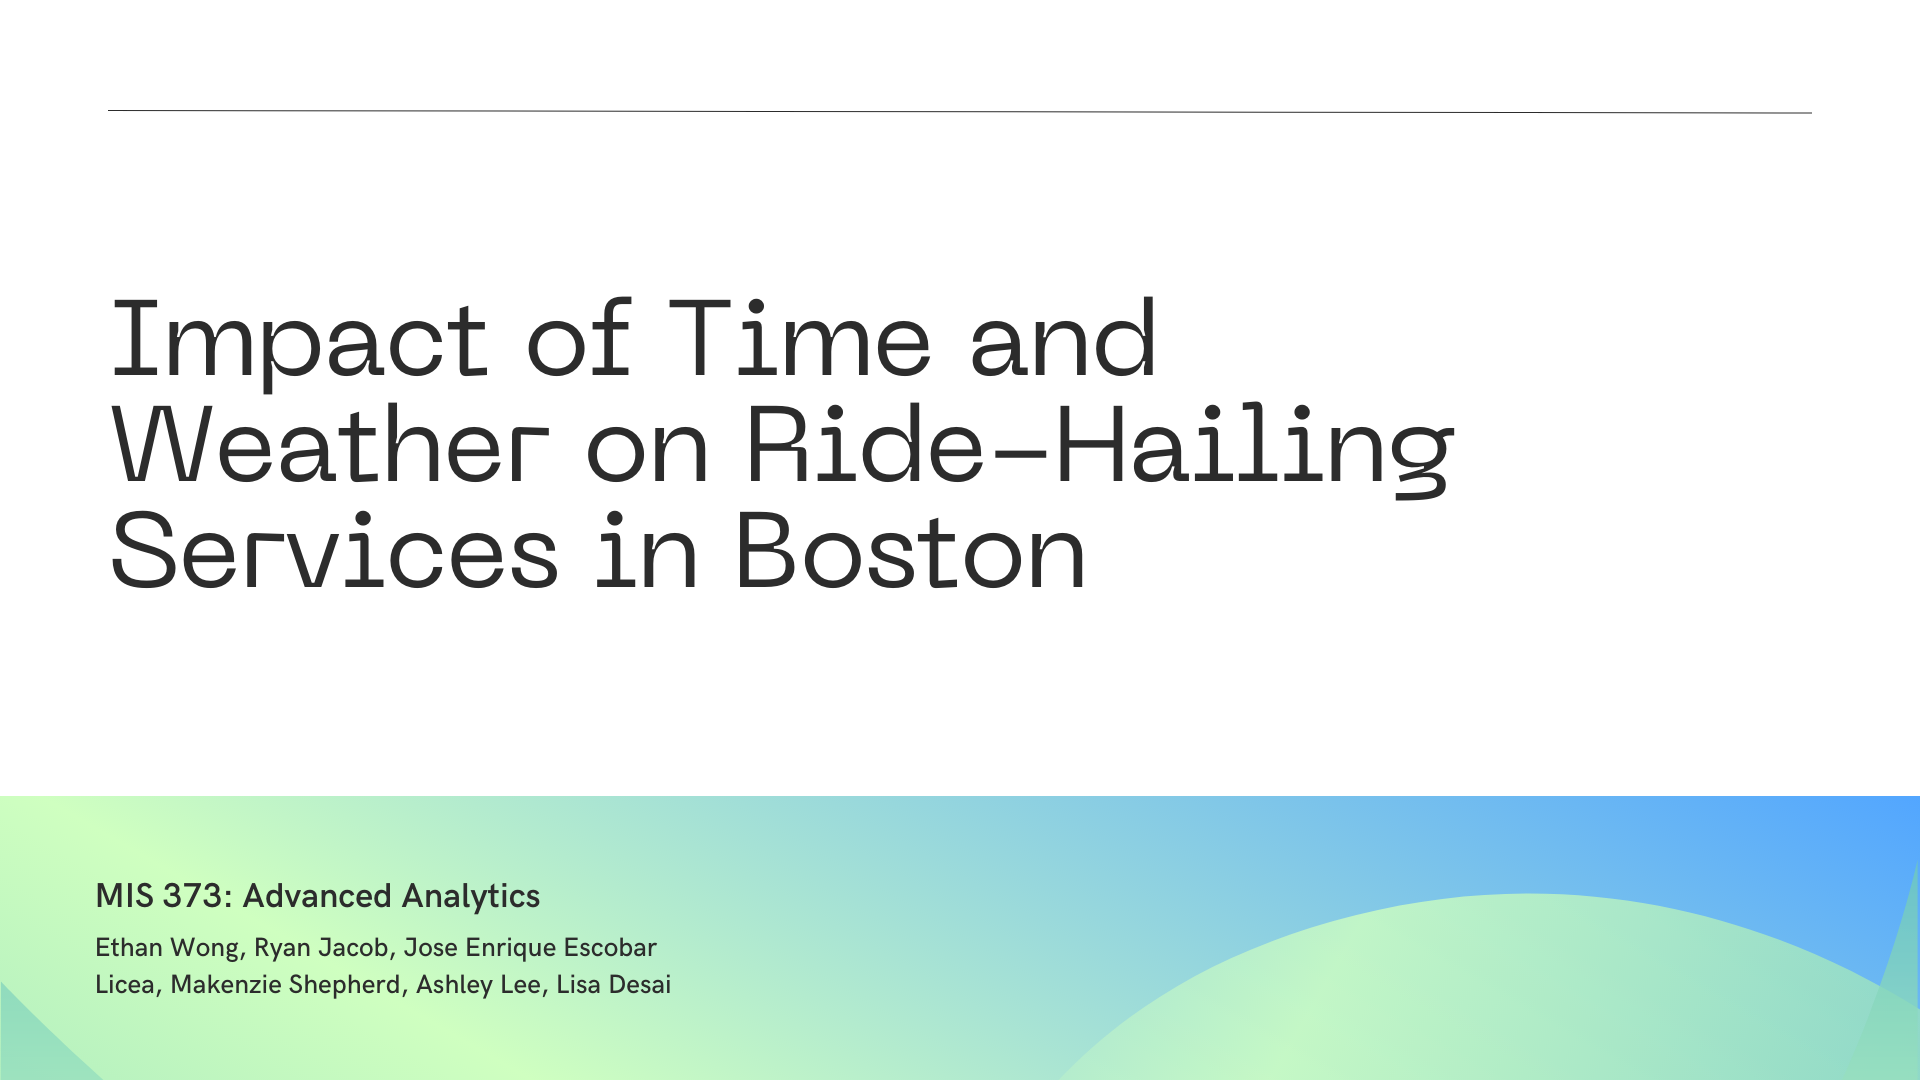 Impact of Time and
Weather on Ride-Hailing
Services in Boston
MIS 373: Advanced Analytics
Ethan Wong, Ryan Jacob, Jose Enrique Escobar
Licea, Makenzie Shepherd, Ashley Lee, Lisa Desai